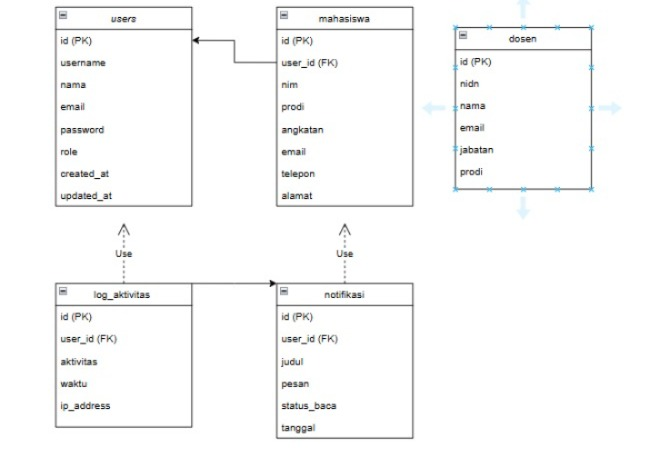 users
id (PK)
username
nama
email
password
role
created_at
updated_at
mahasiswa
id (PK)
user_id (FK)
nim
prodi
angkatan
email
telepon
alamat
dosen
id (PK)
nidn
nama
email
jabatan
prodi
Use
Use
log_aktivitas
id (PK)
user_id (FK)
aktivitas
waktu
ip_address
notifikasi
id (PK)
user_id (FK)
judul
pesan
status_baca
tanggal